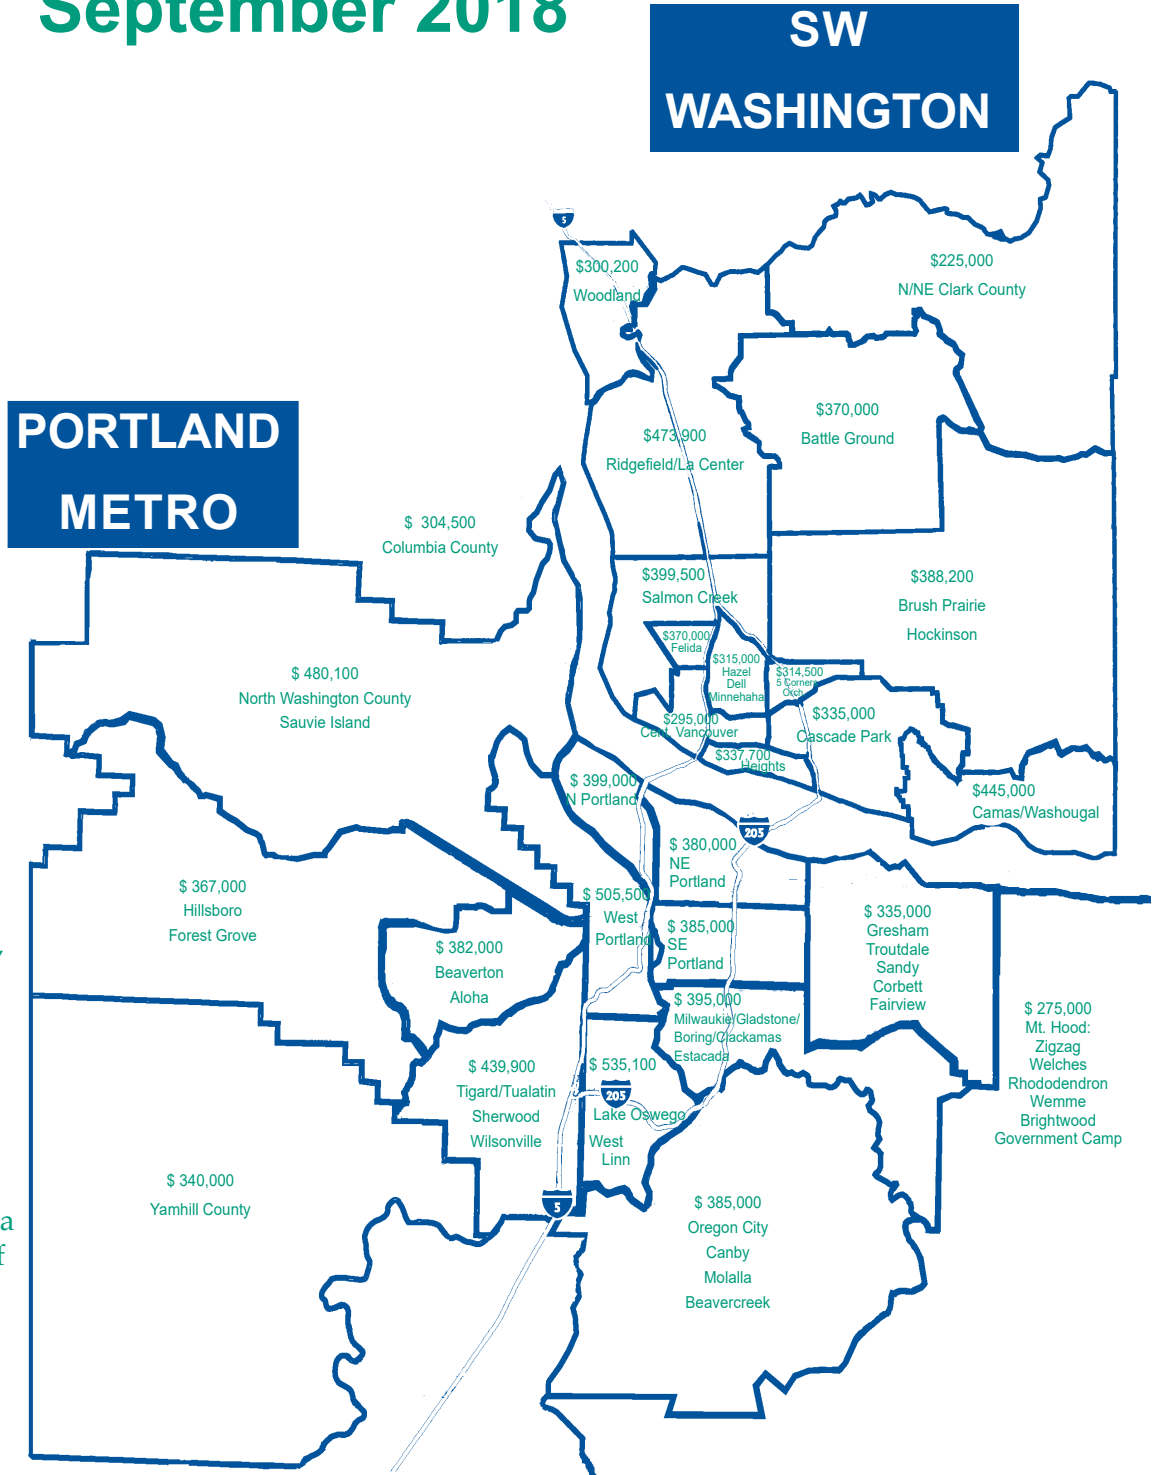 September 2018
SW
WASHINGTON
5
$300,200
Woodland
$225,000
N/NE Clark County
$370,000
Battle Ground
$473,900
Ridgefield/La Center
PORTLAND
METRO
$ 304,500
Columbia County
$399,500
Salmon Creek
$388,200
Brush Prairie
Hockinson
$370,000
Felida
$315,000
Hazel
Dell
Minnehaha
$314,500
5 Corners
Orch
$ 480,100
North Washington County
Sauvie Island
$295,000
Cent. Vancouver
$335,000
Cascade Park
$337,700
Heights
$445,000
Camas/Washougal
$ 399,000
N Portland
205
$ 380,000
NE
Portland
$ 367,000
Hillsboro
Forest Grove
$ 505,500
West
Portland
$ 385,000
SE
Portland
$ 335,000
Gresham
Troutdale
Sandy
Corbett
Fairview
$ 382,000
Beaverton
Aloha
$ 395,000
Milwaukie/Gladstone/
Boring/Clackamas
Estacada
$ 275,000
Mt. Hood:
Zigzag
Welches
Rhododendron
Wemme
Brightwood
Government Camp
$ 439,900
Tigard/Tualatin
Sherwood
Wilsonville
$ 535,100
205
Lake Oswego
West
Linn
$ 340,000
Yamhill County
5
$ 385,000
Oregon City
Canby
Molalla
Beavercreek
a
f